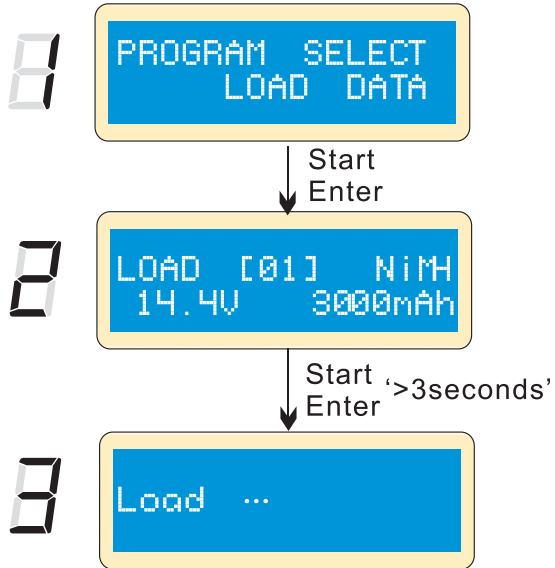 1
PROGRAM SELECT
LOAD DATA
Start
Enter
2
LOAD [01] NiMH
14.4V 3000mAh
Start
Enter '>3seconds'
3
Load ...